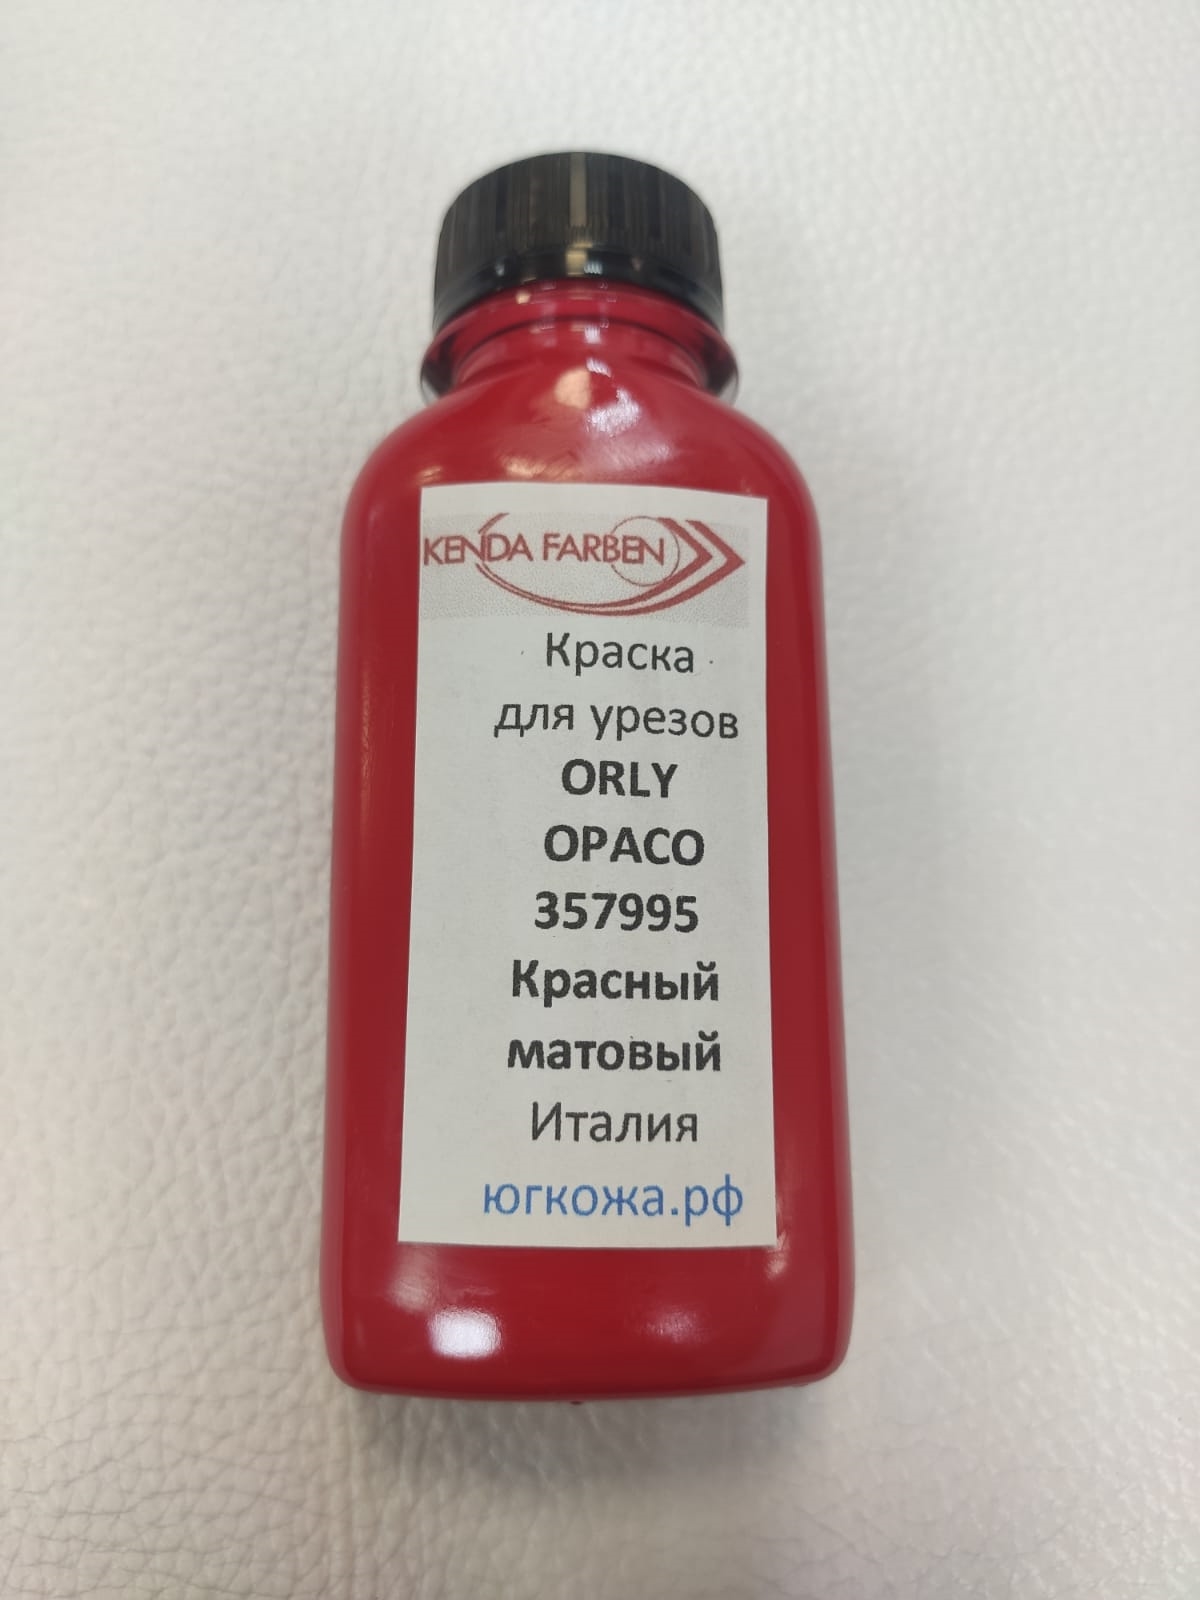 KENDA FARBEN
Краска
для урезов
ORLY
OPACO
357995
Красный
матовый
Италия
югкожа.рф